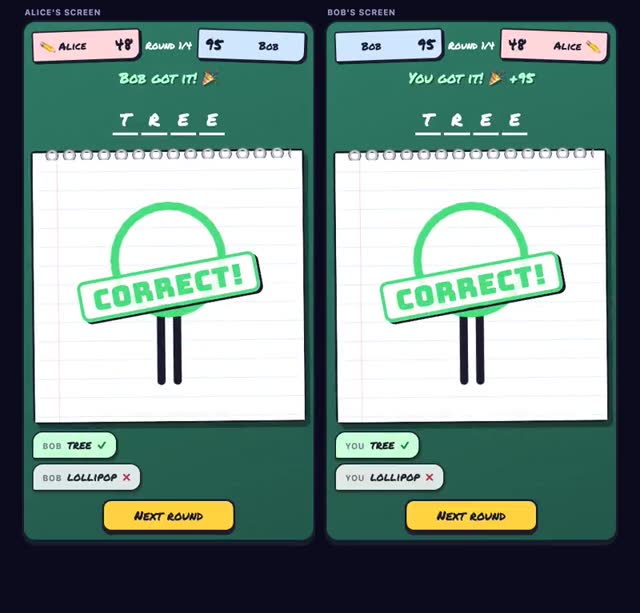 ALICE'S SCREEN
✏️ Alice 48 Round 1/4 95 Bob
Bob got it! 🎉
T R E E
CORRECT!
BOB TREE ✓
BOB LOLLIPOP ✗
Next round
BOB'S SCREEN
Bob 95 Round 1/4 48 Alice ✏️
You got it! 🎉 +95
T R E E
CORRECT!
YOU TREE ✓
YOU LOLLIPOP ✗
Next round